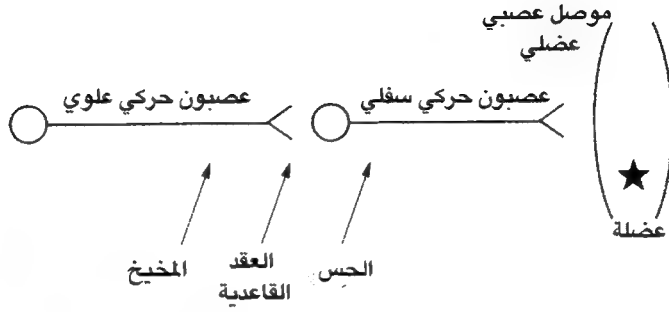 موصل عصبي
عضلي
عصبون حركي سفلي
عصبون حركي علوي
عضلة
الحس
العقد
القاعدية
المخيخ